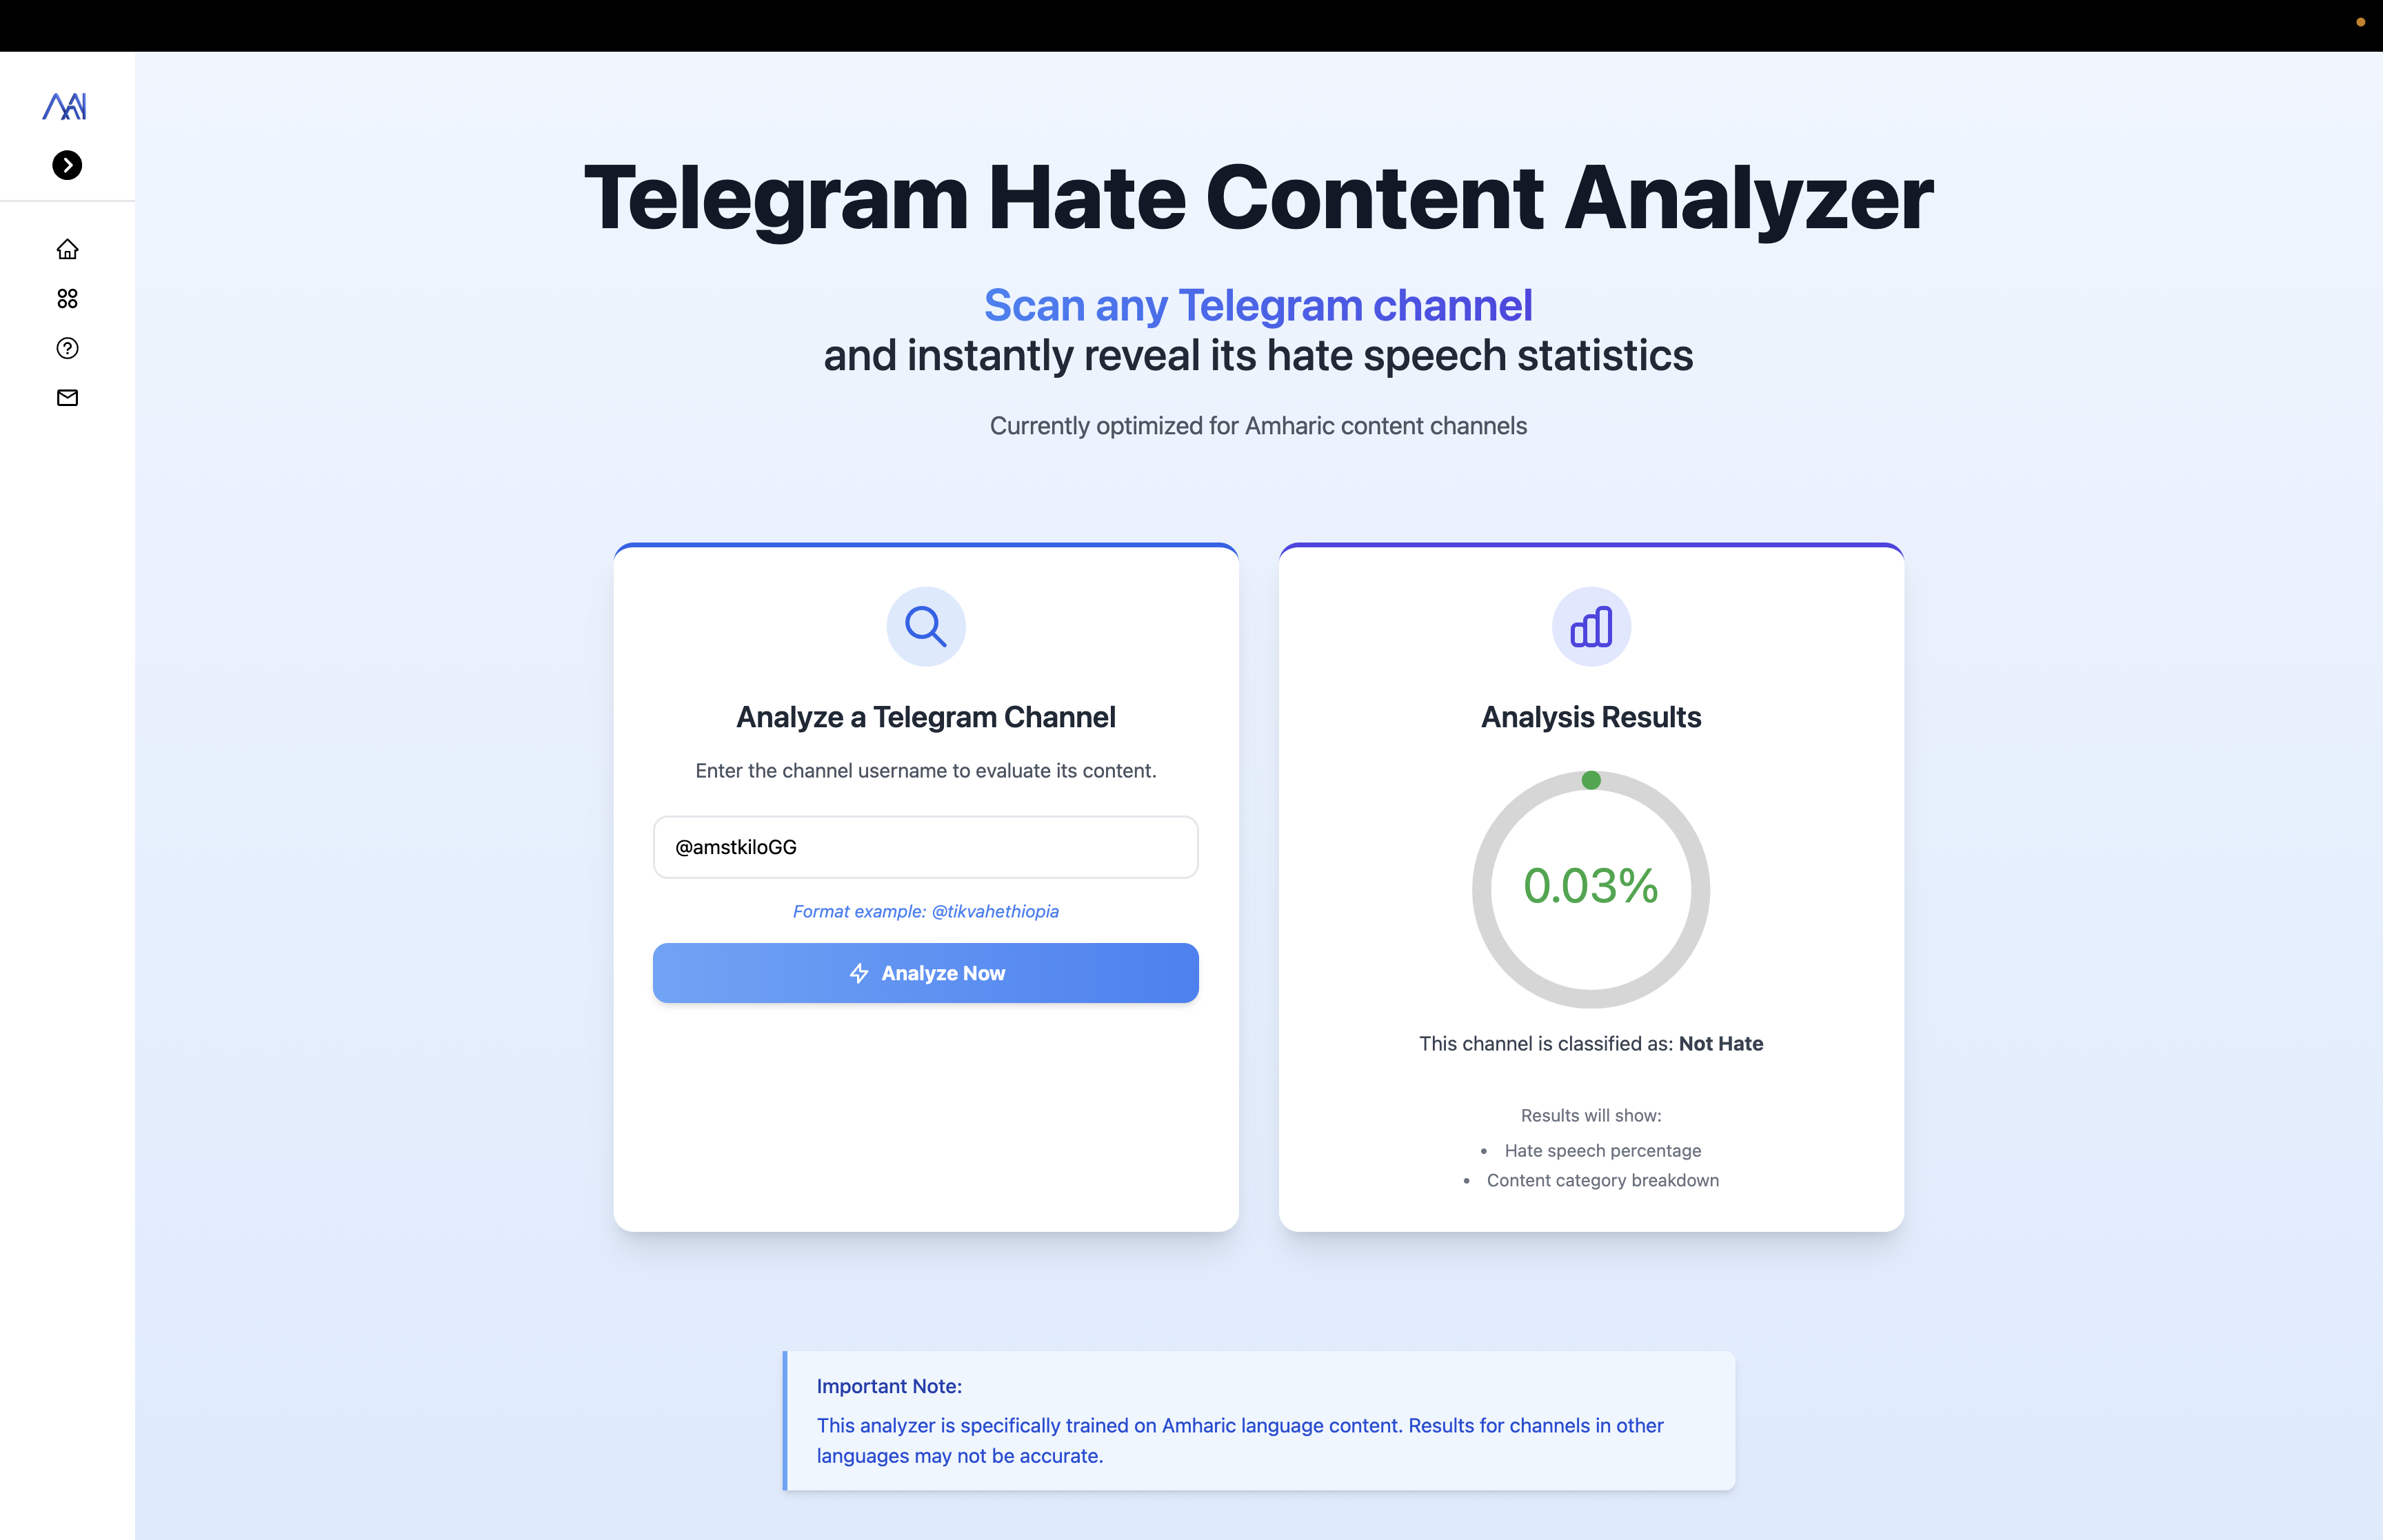 Telegram Hate Content Analyzer
Scan any Telegram channel
and instantly reveal its hate speech statistics
Currently optimized for Amharic content channels
Analyze a Telegram Channel
Enter the channel username to evaluate its content.
@amstkiloGG
Format example: @tikvahethiopia
Analyze Now
Analysis Results
0.03%
This channel is classified as: Not Hate
Results will show:
• Hate speech percentage
• Content category breakdown
Important Note:
This analyzer is specifically trained on Amharic language content. Results for channels in other
languages may not be accurate.